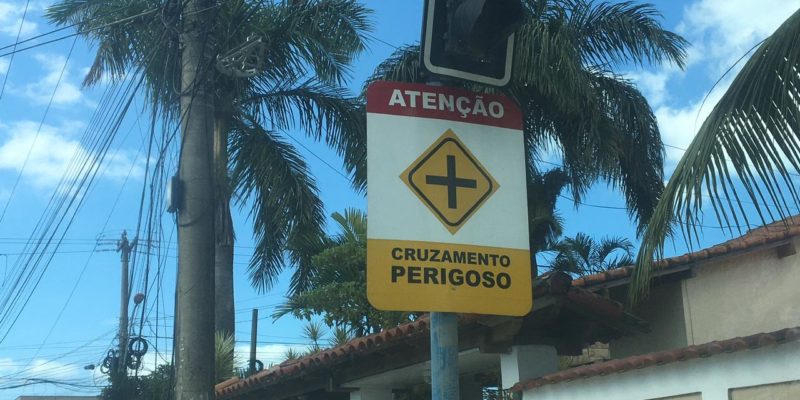 ATENÇÃO
CRUZAMENTO
PERIGOSO